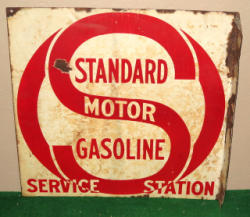 STANDARD
MOTOR
GASOLINE
SERVICE STATION